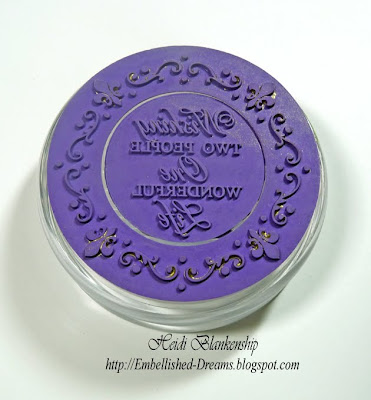 Wishing
TWO PEOPLE
One
WONDERFUL
Life
Heidi Blankenship
http://Embellished-Dreams.blogspot.com